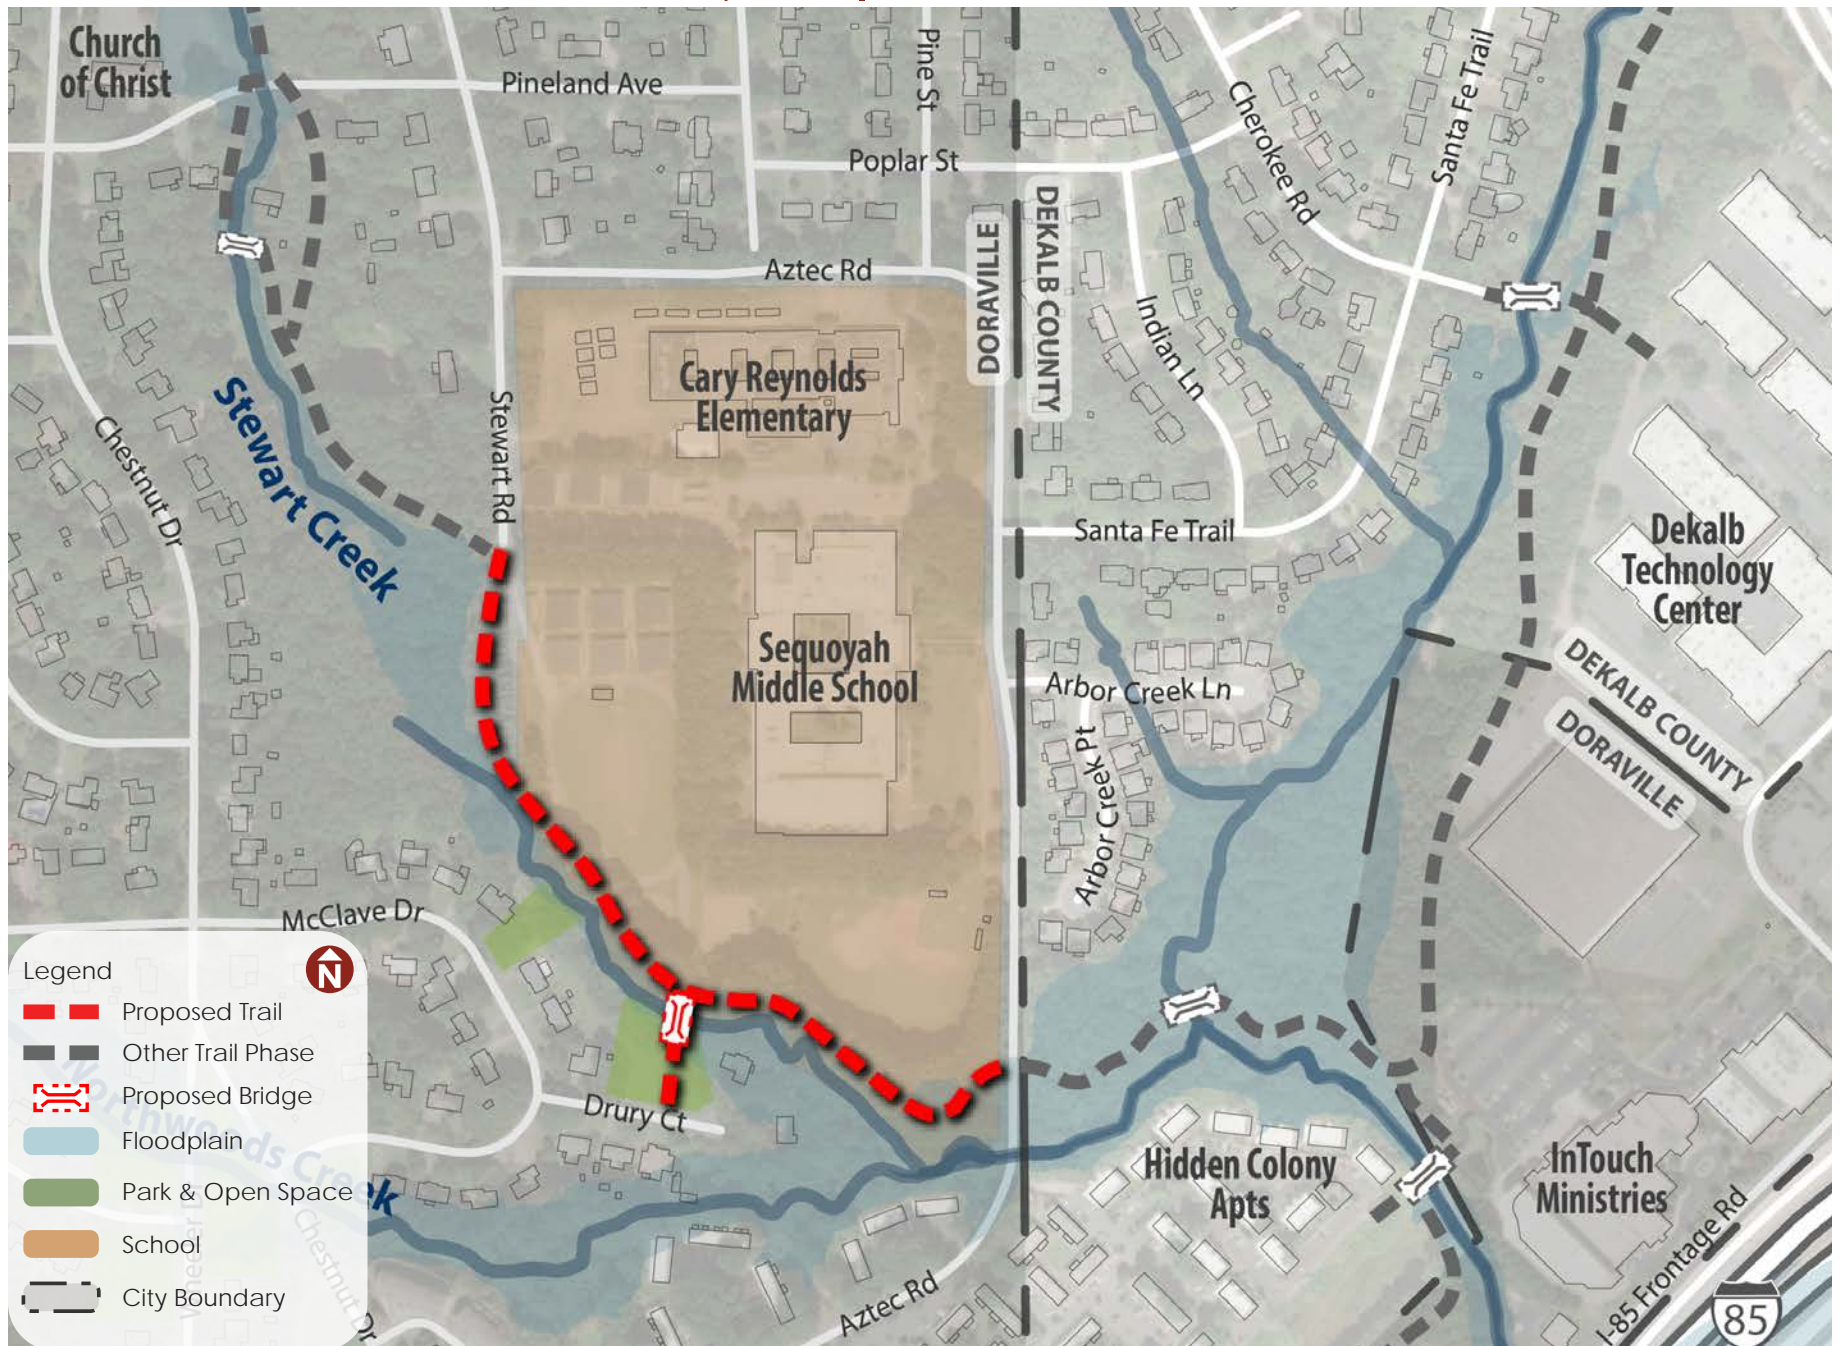 Church
of Christ
Pineland Ave
Pine St
Poplar St
Cherokee Rd
Santa Fe Trail
Aztec Rd
DORAVILLE
DEKALB COUNTY
Indian Ln
Stewart Creek
Chestnut Dr
Stewart Rd
Cary Reynolds
Elementary
Santa Fe Trail
Dekalb
Technology
Center
Sequoyah
Middle School
Arbor Creek Ln
Arbor Creek Pt
DEKALB COUNTY
DORAVILLE
McClave Dr
Drury Ct
Hidden Colony
Apts
InTouch
Ministries
Aztec Rd
I-85 Frontage Rd
85
Legend
N
Proposed Trail
Other Trail Phase
Proposed Bridge
Floodplain
Park & Open Space
School
City Boundary
Northwoods Creek
Chestnut Dr